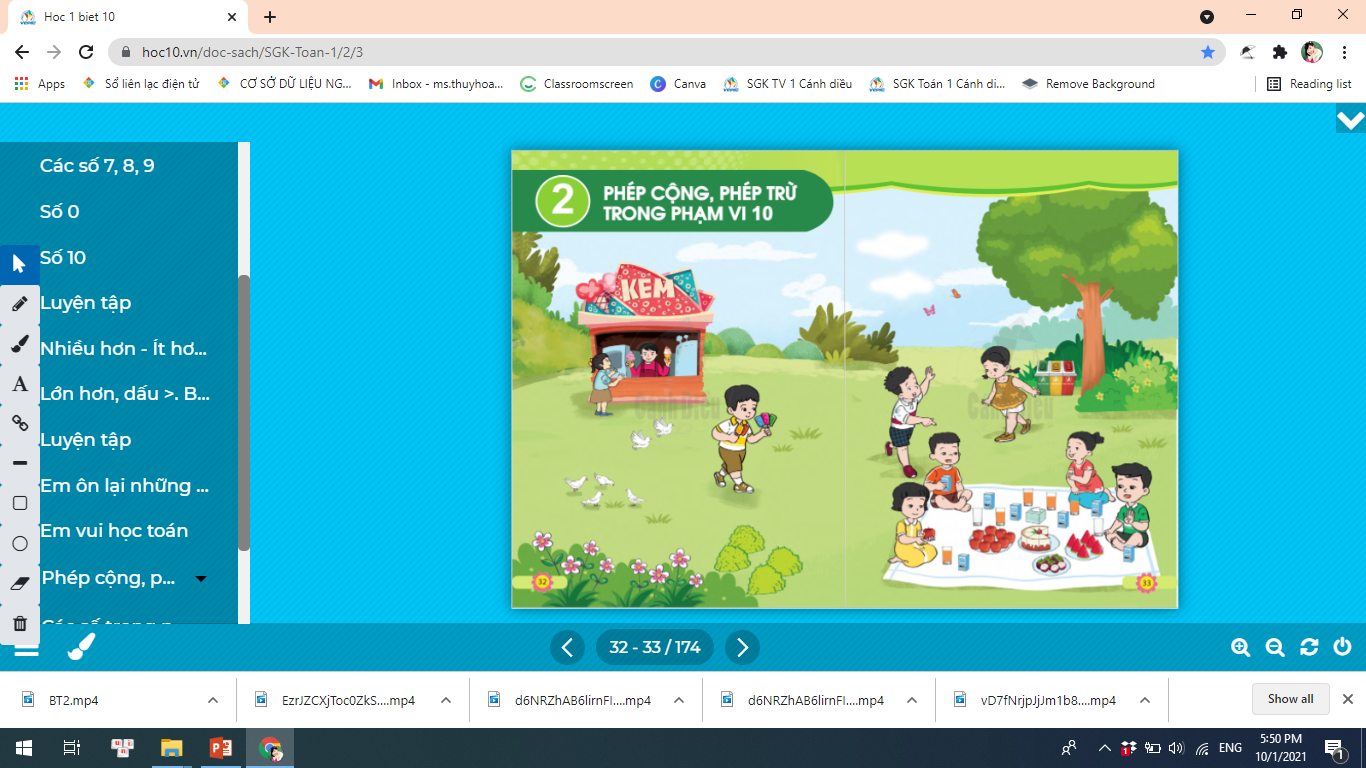 Hoc 1 biet 10
hoc10.vn/doc-sach/SGK-Toan-1/2/3
Apps
Sổ liên lạc điện tử
CƠ SỞ DỮ LIỆU NG...
Inbox - ms.thuyhoa...
Classroomscreen
Canva
SGK TV 1 Cánh diều
SGK Toán 1 Cánh di...
Remove Background
Reading list
Các số 7, 8, 9
Số 0
Số 10
Luyện tập
Nhiều hơn - Ít hơ...
Lớn hơn, dấu >. B...
Luyện tập
Em ôn lại những ...
Em vui học toán
Phép cộng, p...
2
PHÉP CỘNG, PHÉP TRỪ
TRONG PHẠM VI 10
KEM
Cánh Diều
Cánh Diều
32
33
32 - 33 / 174
BT2.mp4
EzrJZCXjToc0ZkS....mp4
d6NRZhAB6lirnFI....mp4
d6NRZhAB6lirnFI....mp4
vD7fNrjpJjJm1b8....mp4
Show all
ENG
5:50 PM
10/1/2021